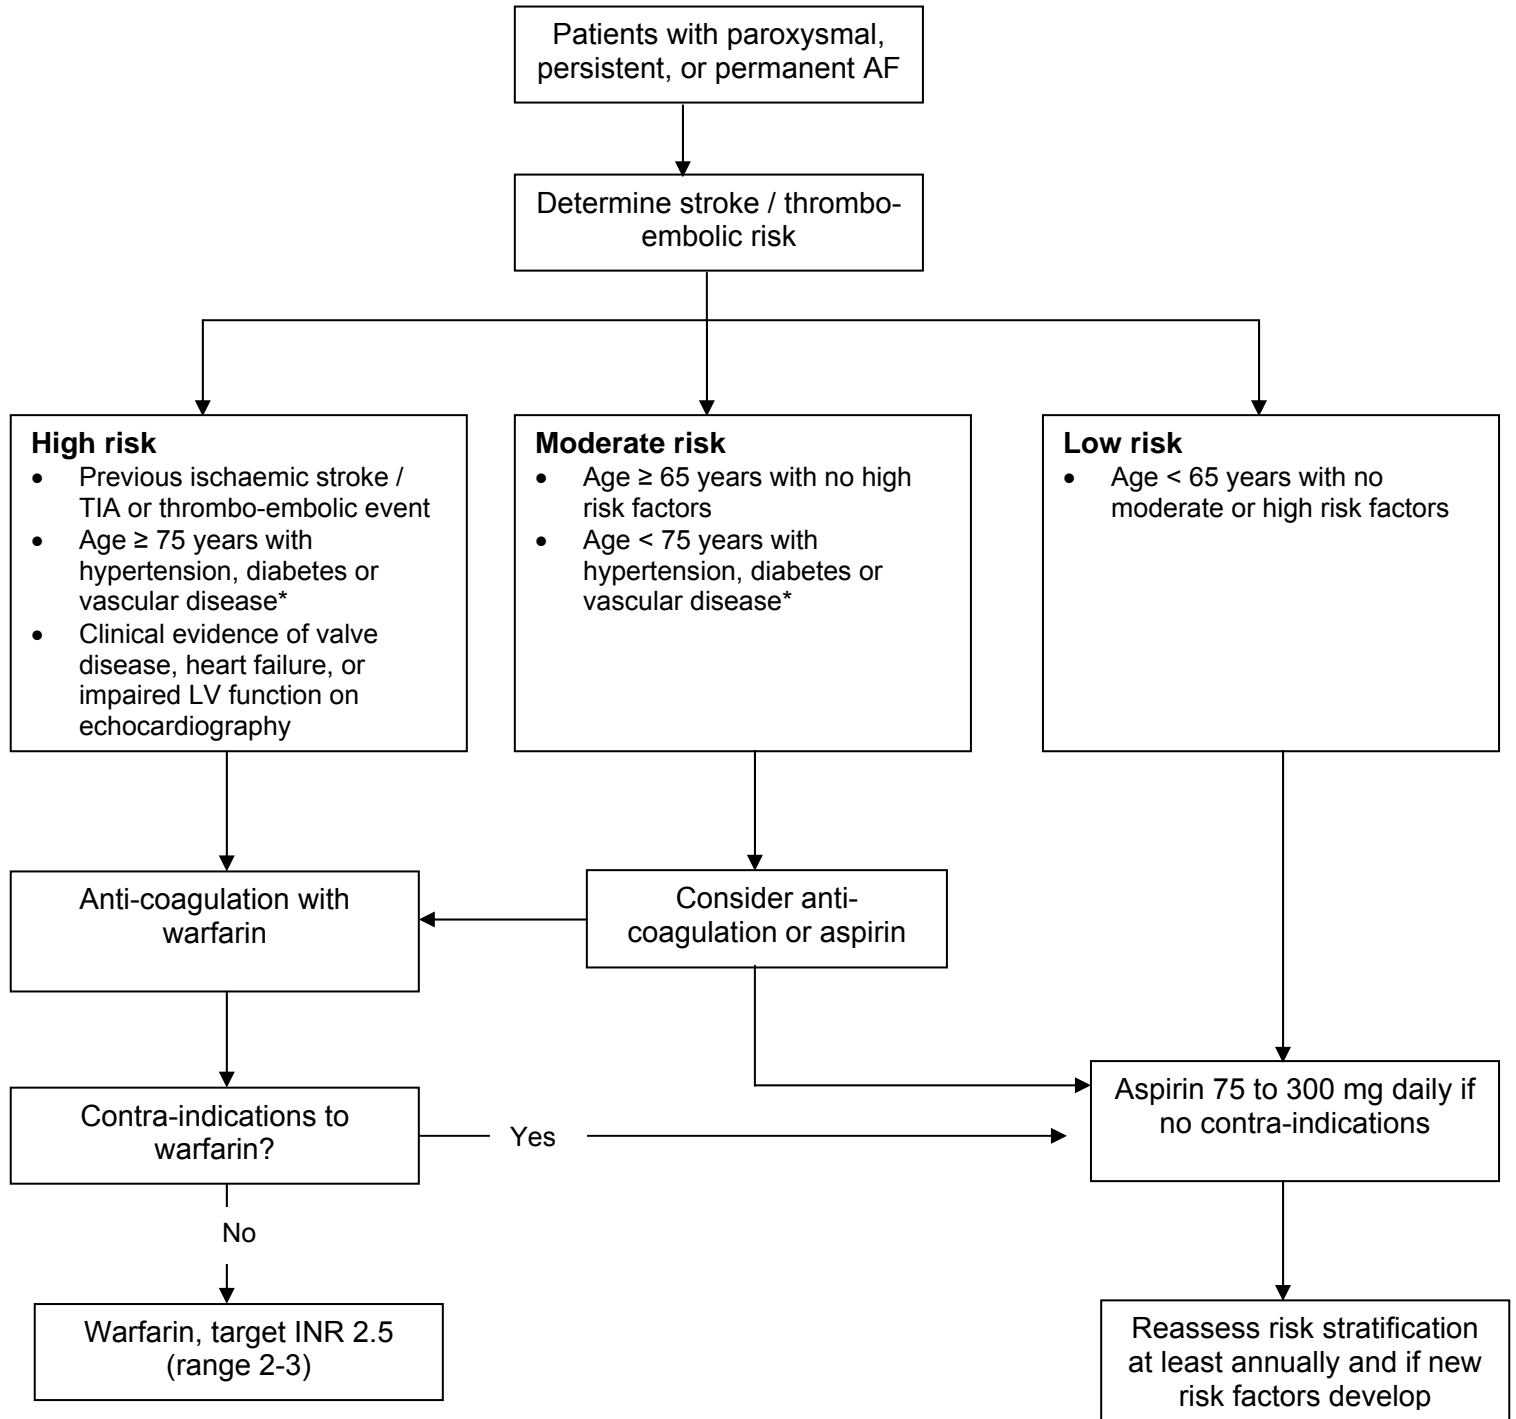 Patients with paroxysmal,
persistent, or permanent AF
Determine stroke / thrombo-
embolic risk
High risk
• Previous ischaemic stroke /
TIA or thrombo-embolic event
• Age ≥ 75 years with
hypertension, diabetes or
vascular disease*
• Clinical evidence of valve
disease, heart failure, or
impaired LV function on
echocardiography
Moderate risk
• Age ≥ 65 years with no high
risk factors
• Age < 75 years with
hypertension, diabetes or
vascular disease*
Low risk
• Age < 65 years with no
moderate or high risk factors
Anti-coagulation with
warfarin
Consider anti-
coagulation or aspirin
Contra-indications to
warfarin?
Yes
Aspirin 75 to 300 mg daily if
no contra-indications
No
Warfarin, target INR 2.5
(range 2-3)
Reassess risk stratification
at least annually and if new
risk factors develop